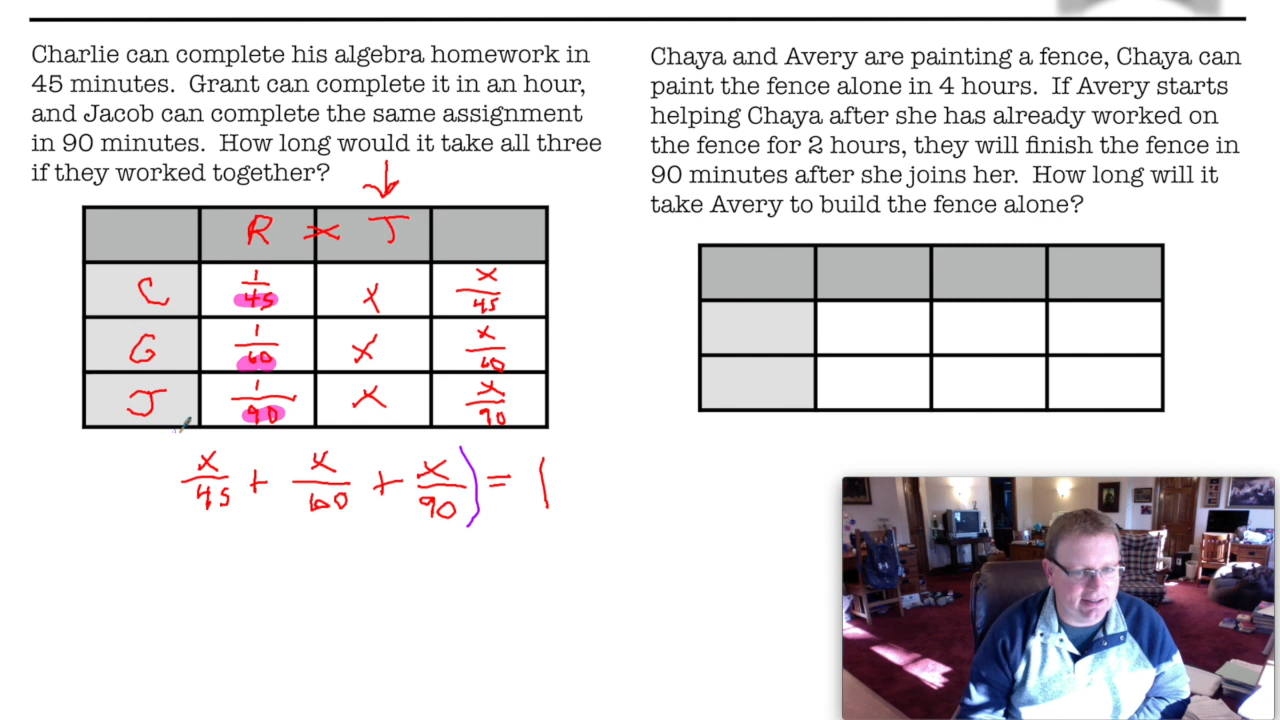 Charlie can complete his algebra homework in
45 minutes. Grant can complete it in an hour,
and Jacob can complete the same assignment
in 90 minutes. How long would it take all three
if they worked together?
R × T
C 1/45 x x/45
G 1/60 x x/60
J 1/90 x x/90
x/45 + x/60 + x/90) = 1
Chaya and Avery are painting a fence, Chaya can
paint the fence alone in 4 hours. If Avery starts
helping Chaya after she has already worked on
the fence for 2 hours, they will finish the fence in
90 minutes after she joins her. How long will it
take Avery to build the fence alone?